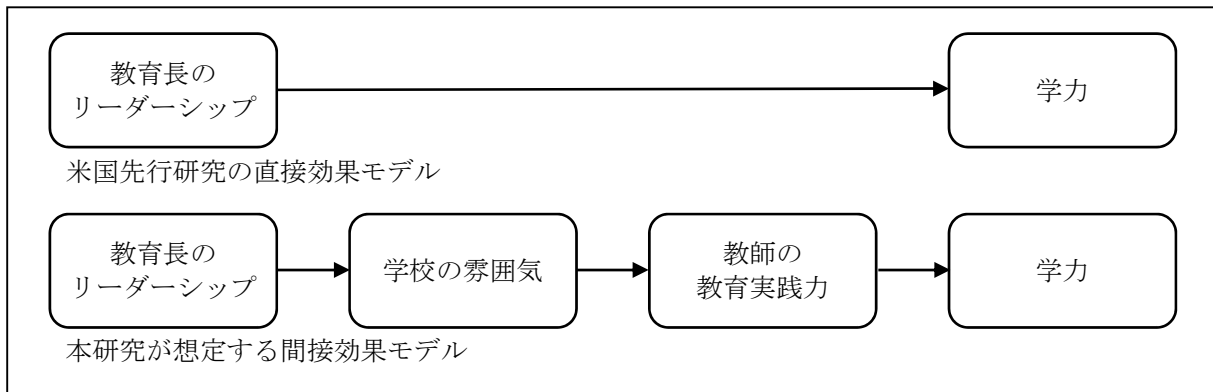 教育長の
リーダーシップ
学力
米国先行研究の直接効果モデル
教育長の
リーダーシップ
学校の雰囲気
教師の
教育実践力
学力
本研究が想定する間接効果モデル